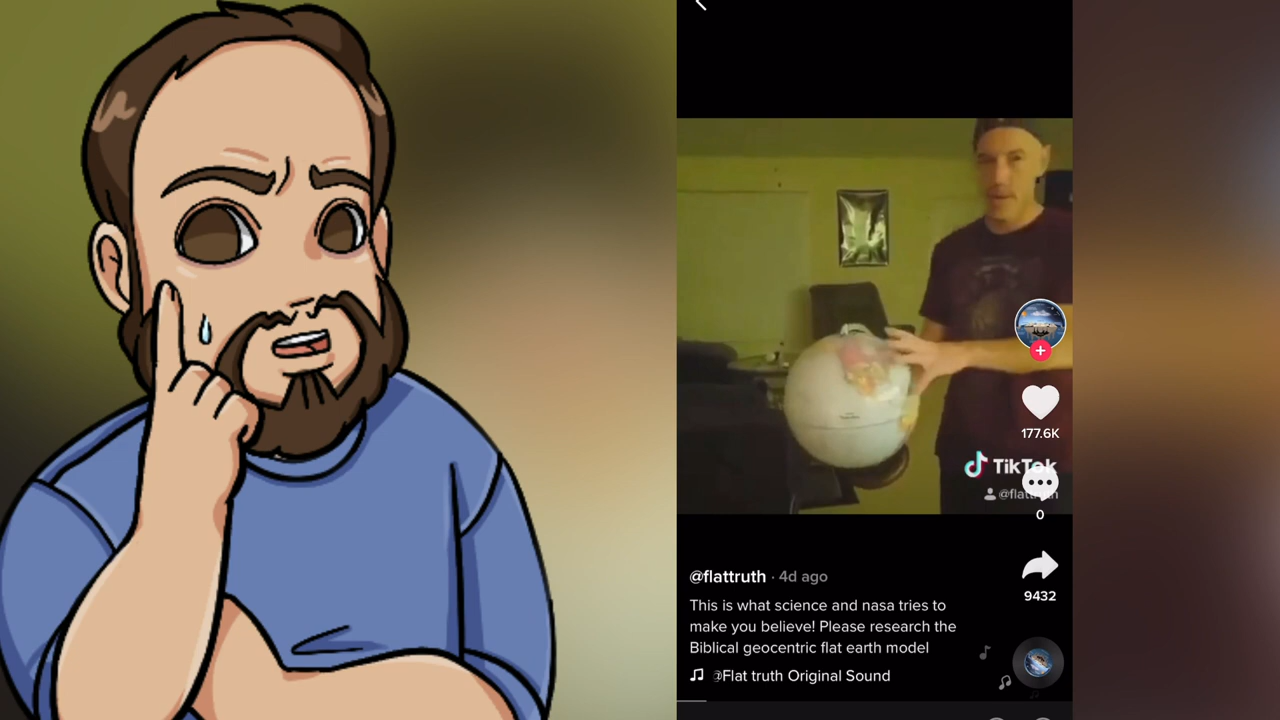 177.6K
TikTok
@flattruth
0
@flattruth · 4d ago
9432
This is what science and nasa tries to
make you believe! Please research the
Biblical geocentric flat earth model
@Flat truth Original Sound